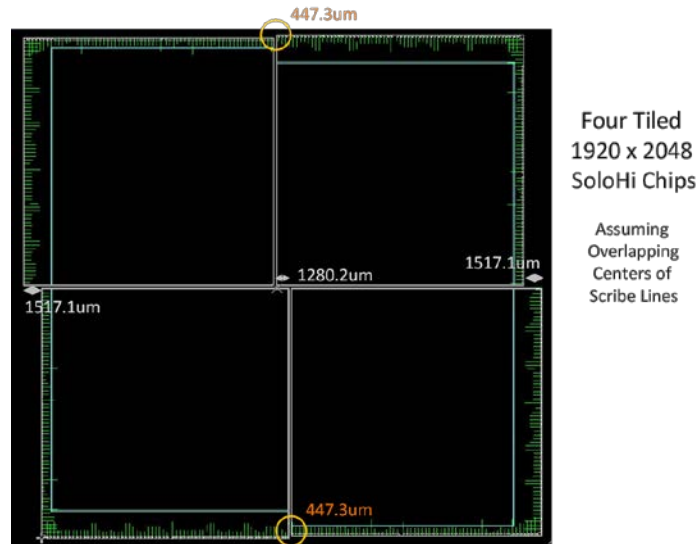 447.3um
Four Tiled
1920 x 2048
SoloHi Chips
Assuming
Overlapping
Centers of
Scribe Lines
1517.1um
1280.2um
1517.1um
447.3um